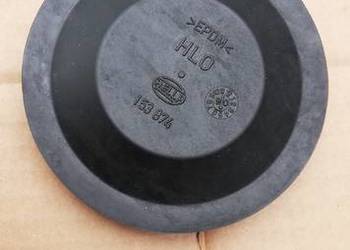 >EPDM<
HLO
HELLA
153 874